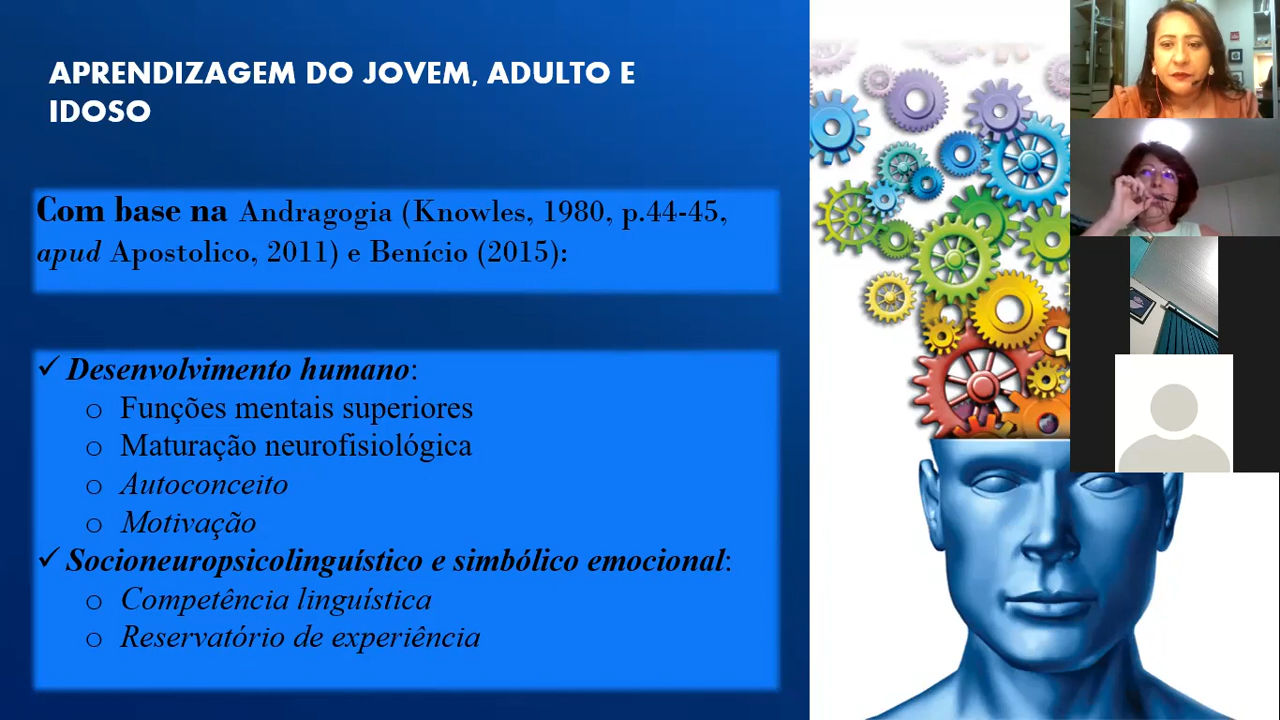 APRENDIZAGEM DO JOVEM, ADULTO E
IDOSO
Com base na Andragogia (Knowles, 1980, p.44-45,
apud Apostolico, 2011) e Benício (2015):
✓ Desenvolvimento humano:
o Funções mentais superiores
o Maturação neurofisiológica
o Autoconceito
o Motivação
✓ Socioneuropsicolinguístico e simbólico emocional:
o Competência linguística
o Reservatório de experiência